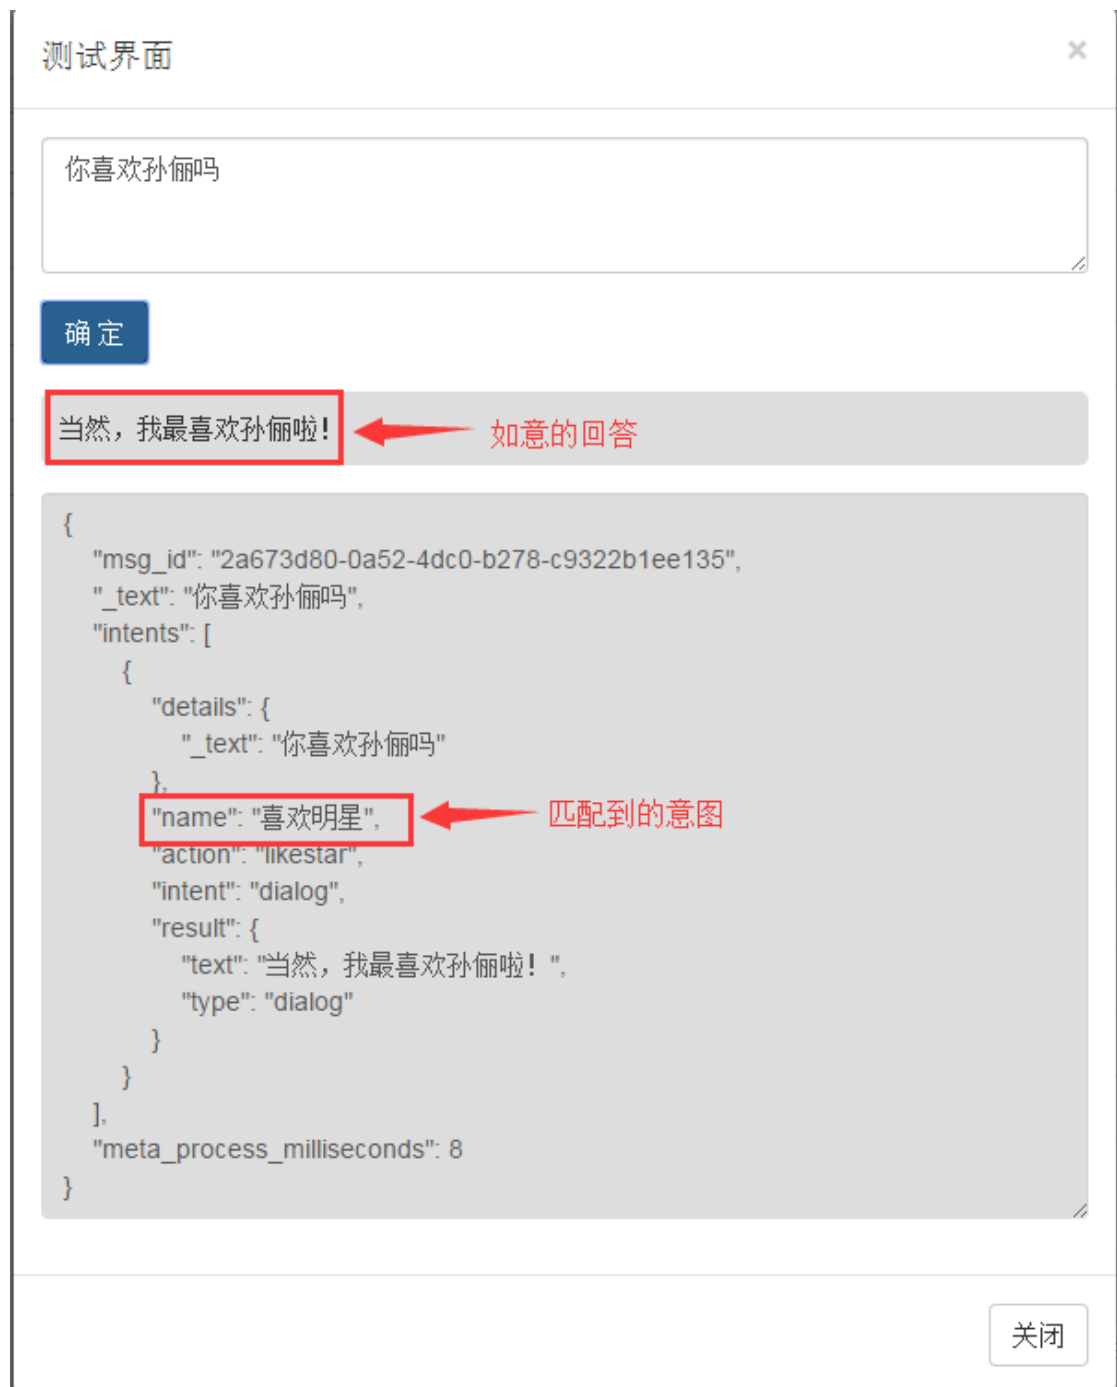 测试界面 ×
你喜欢孙俪吗
确定
当然，我最喜欢孙俪啦！ 如意的回答
{
"msg_id": "2a673d80-0a52-4dc0-b278-c9322b1ee135",
"_text": "你喜欢孙俪吗",
"intents": [
{
"details": {
"_text": "你喜欢孙俪吗"
},
"name": "喜欢明星", 匹配到的意图
"action": "likestar",
"intent": "dialog",
"result": {
"text": "当然，我最喜欢孙俪啦！",
"type": "dialog"
}
}
],
"meta_process_milliseconds": 8
}
关闭